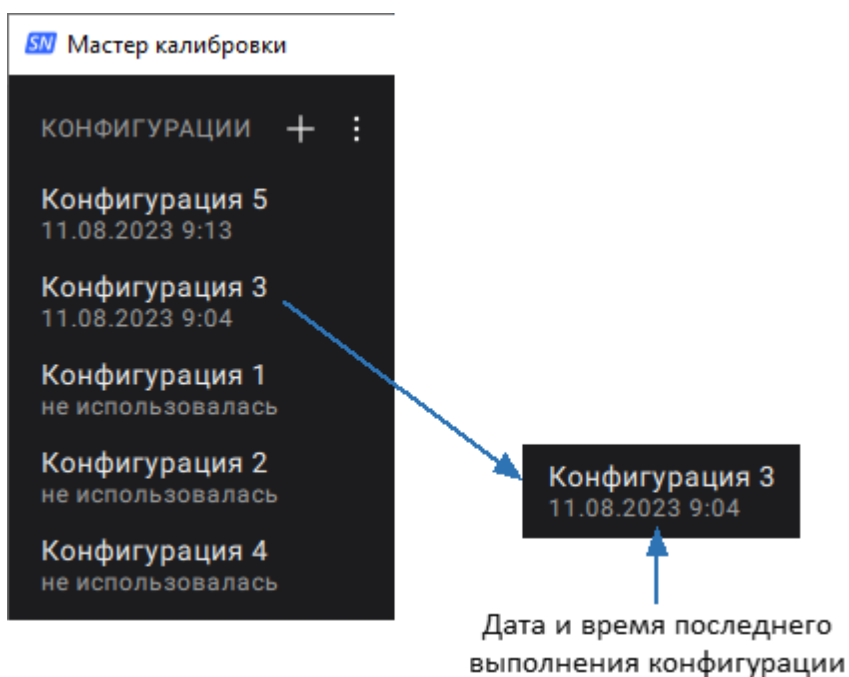 SN Мастер калибровки
КОНФИГУРАЦИИ
Конфигурация 5
11.08.2023 9:13
Конфигурация 3
11.08.2023 9:04
Конфигурация 1
не использовалась
Конфигурация 2
не использовалась
Конфигурация 4
не использовалась
Конфигурация 3
11.08.2023 9:04
Дата и время последнего
выполнения конфигурации